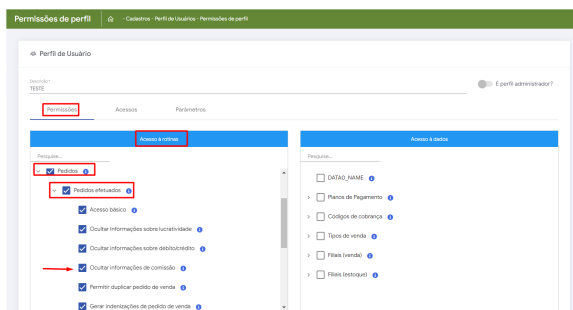 Permissões de perfil
- Cadastros - Perfil de Usuários - Permissões de perfil
Perfil de Usuário
Descrição *
TESTE
É perfil administrador?
Permissões Acessos Parâmetros
Acesso à rotinas
Pesquise...
Pedidos
Pedidos efetuados
Acesso básico
Ocultar informações sobre lucratividade
Ocultar informações sobre débito/crédito
Ocultar informações de comissão
Permitir duplicar pedido de venda
Gerar indenizações de pedido de venda
Acesso à dados
Pesquise...
DATA0_NAME
Planos de Pagamento
Códigos de cobrança
Tipos de venda
Filiais (venda)
Filiais (estoque)